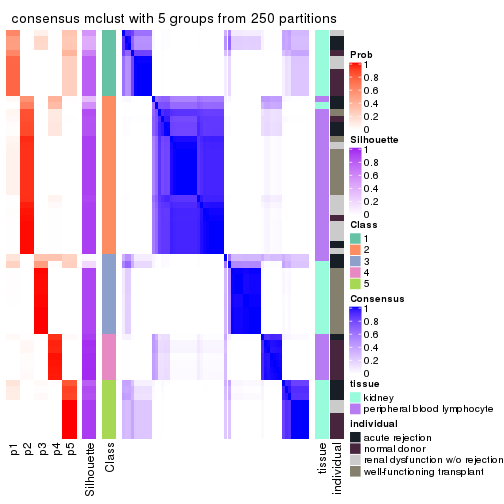 consensus mclust with 5 groups from 250 partitions
Prob
1
0.8
0.6
0.4
0.2
0
Silhouette
1
0.8
0.6
0.4
0.2
0
Class
1
2
3
4
5
Consensus
1
0.8
0.6
0.4
0.2
0
tissue
kidney
peripheral blood lymphocyte
individual
acute rejection
normal donor
renal dysfunction w/o rejection
well-functioning transplant
p1
p2
p3
p4
p5
Silhouette
Class
tissue
individual